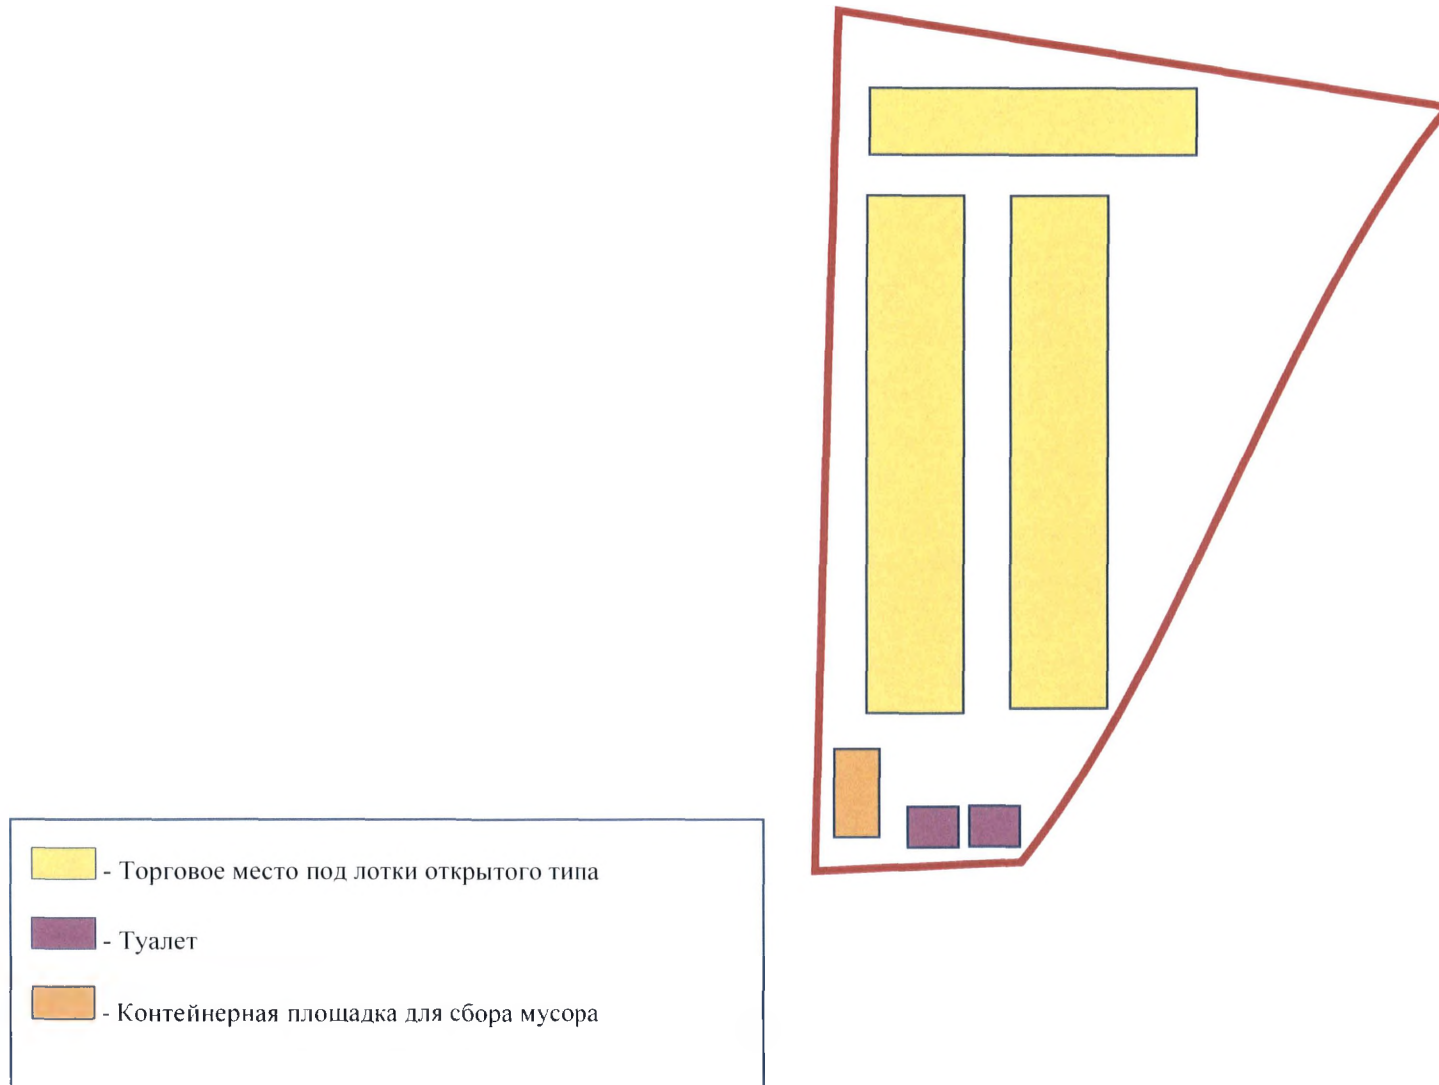 - Торговое место под лотки открытого типа
- Туалет
- Контейнерная площадка для сбора мусора